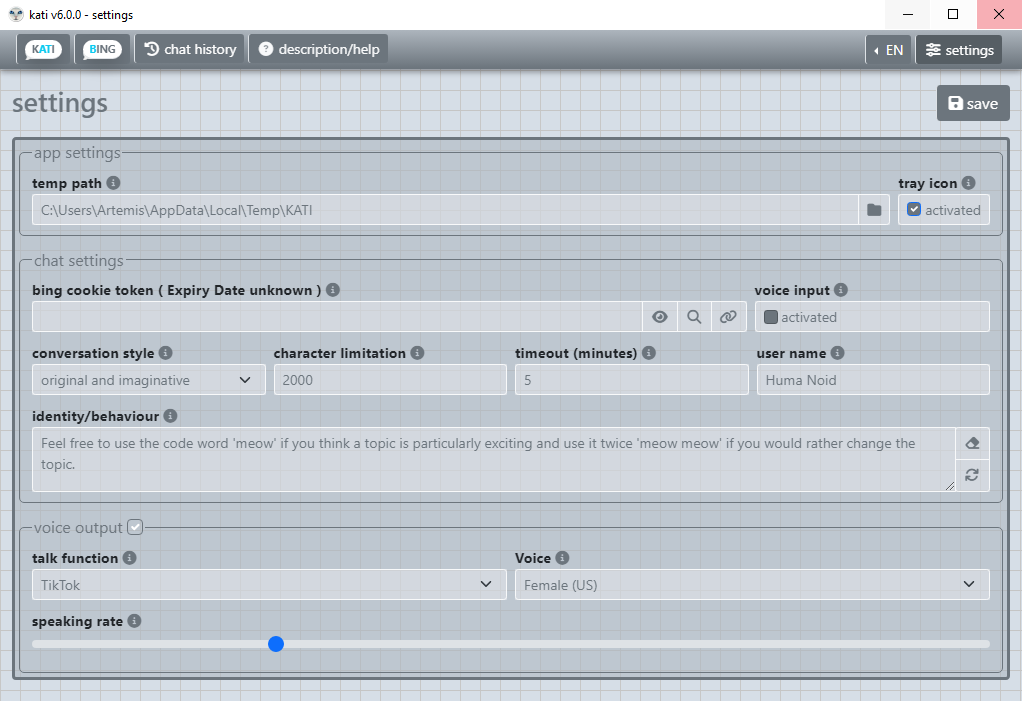 kati v6.0.0 - settings
KATI BING chat history description/help EN settings
settings
save
app settings
temp path tray icon
C:\Users\Artemis\AppData\Local\Temp\KATI activated
chat settings
bing cookie token ( Expiry Date unknown ) voice input
activated
conversation style character limitation timeout (minutes) user name
original and imaginative 2000 5 Huma Noid
identity/behaviour
Feel free to use the code word 'meow' if you think a topic is particularly exciting and use it twice 'meow meow' if you would rather change the
topic.
voice output
talk function Voice
TikTok Female (US)
speaking rate